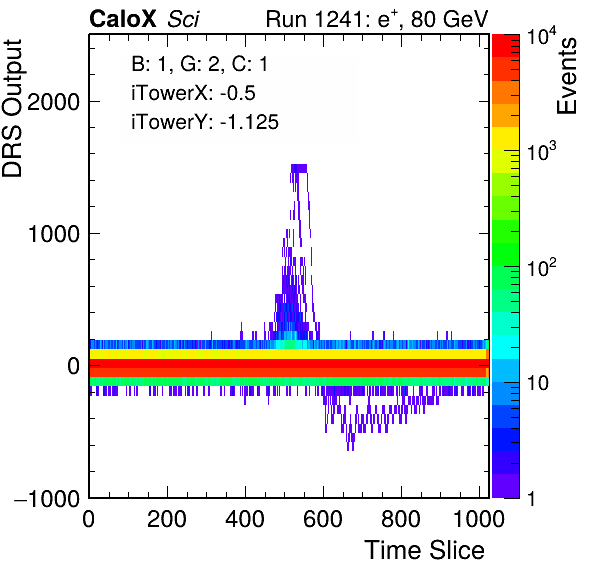 CaloX Sci Run 1241: e+, 80 GeV
B: 1, G: 2, C: 1
iTowerX: -0.5
iTowerY: -1.125
DRS Output
2000
1000
0
−1000
0 200 400 600 800 1000
Time Slice
Events
10^4
10^3
10^2
10
1